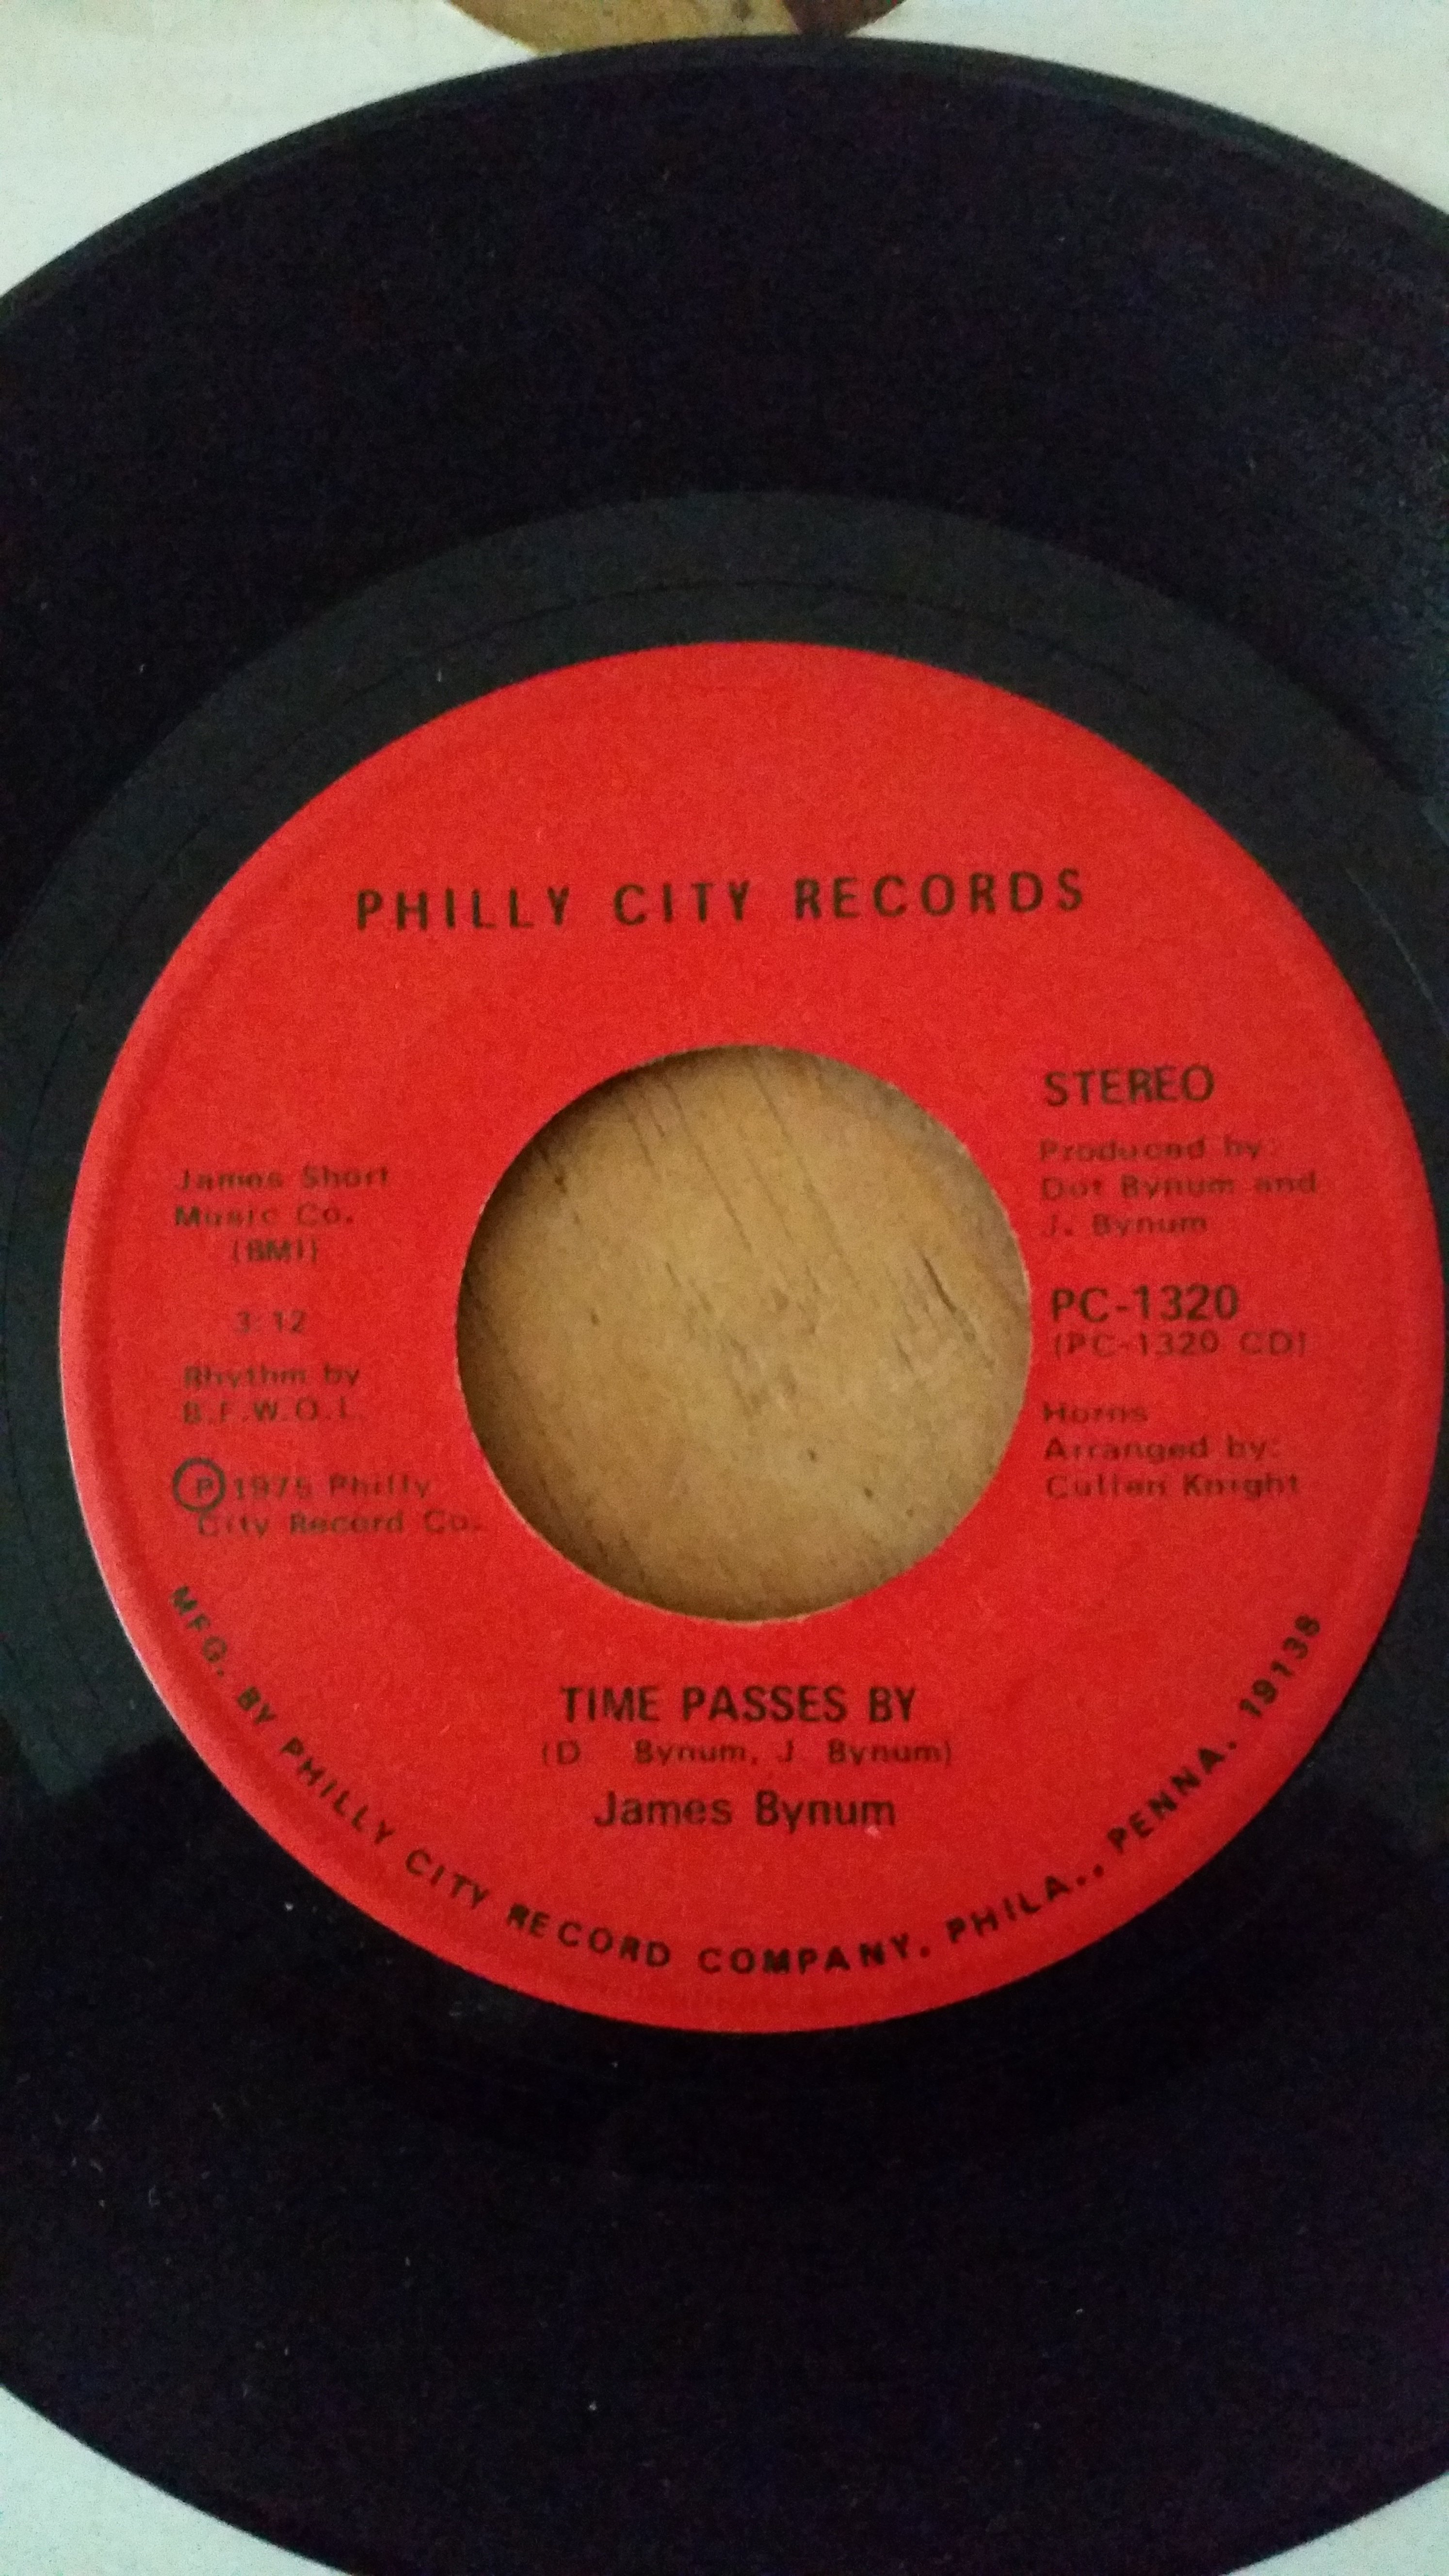 PHILLY CITY RECORDS
STEREO
Produced by:
Dot Bynum and
J. Bynum
James Short
Music Co.
(BMI)
3:12
PC-1320
(PC-1320 CD)
Rhythm by
B.F.W.O.L.
Horns
Arranged by:
Cullen Knight
Ⓟ1975 Philly
City Record Co.
TIME PASSES BY
(D Bynum, J Bynum)
James Bynum
MFG. BY PHILLY CITY RECORD COMPANY. PHILA., PENNA. 19138